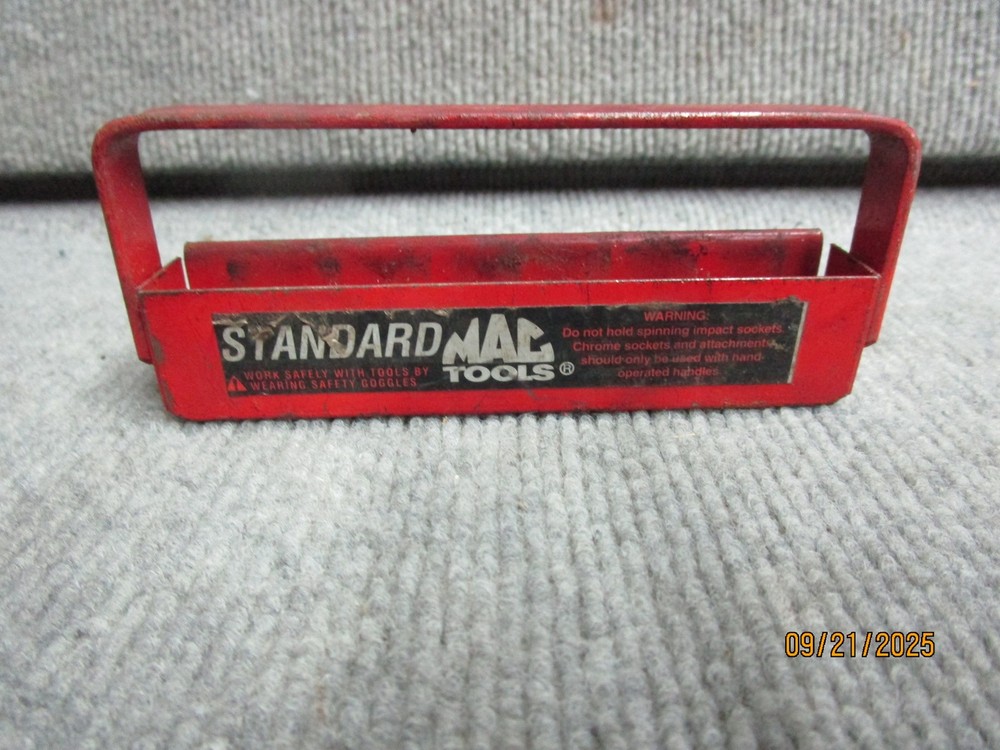 STANDARD
WORK SAFELY WITH TOOLS BY
WEARING SAFETY GOGGLES
MAC
TOOLS®
WARNING:
Do not hold spinning impact sockets.
Chrome sockets and attachments
should only be used with hand-
operated handles.
09/21/2025